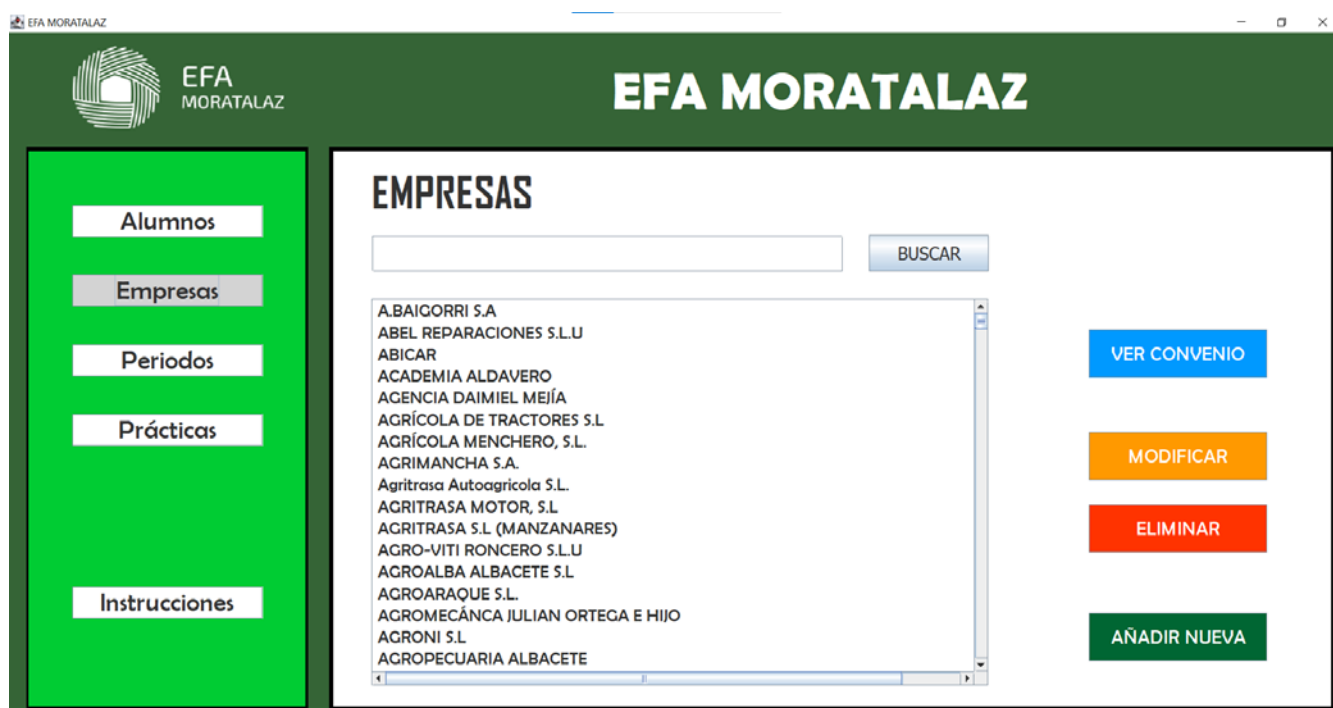 EFA MORATALAZ
EFA
MORATALAZ
EFA MORATALAZ
Alumnos
Empresas
Periodos
Prácticas
Instrucciones
EMPRESAS
BUSCAR
A.BAIGORRI S.A
ABEL REPARACIONES S.L.U
ABICAR
ACADEMIA ALDAVERO
AGENCIA DAIMIEL MEJÍA
AGRÍCOLA DE TRACTORES S.L
AGRÍCOLA MENCHERO, S.L.
AGRIMANCHA S.A.
Agritrasa Autoagricola S.L.
AGRITRASA MOTOR, S.L
AGRITRASA S.L (MANZANARES)
AGRO-VITI RONCERO S.L.U
AGROALBA ALBACETE S.L
AGROARAQUE S.L.
AGROMECÁNCA JULIAN ORTEGA E HIJO
AGRONI S.L
AGROPECUARIA ALBACETE
VER CONVENIO
MODIFICAR
ELIMINAR
AÑADIR NUEVA